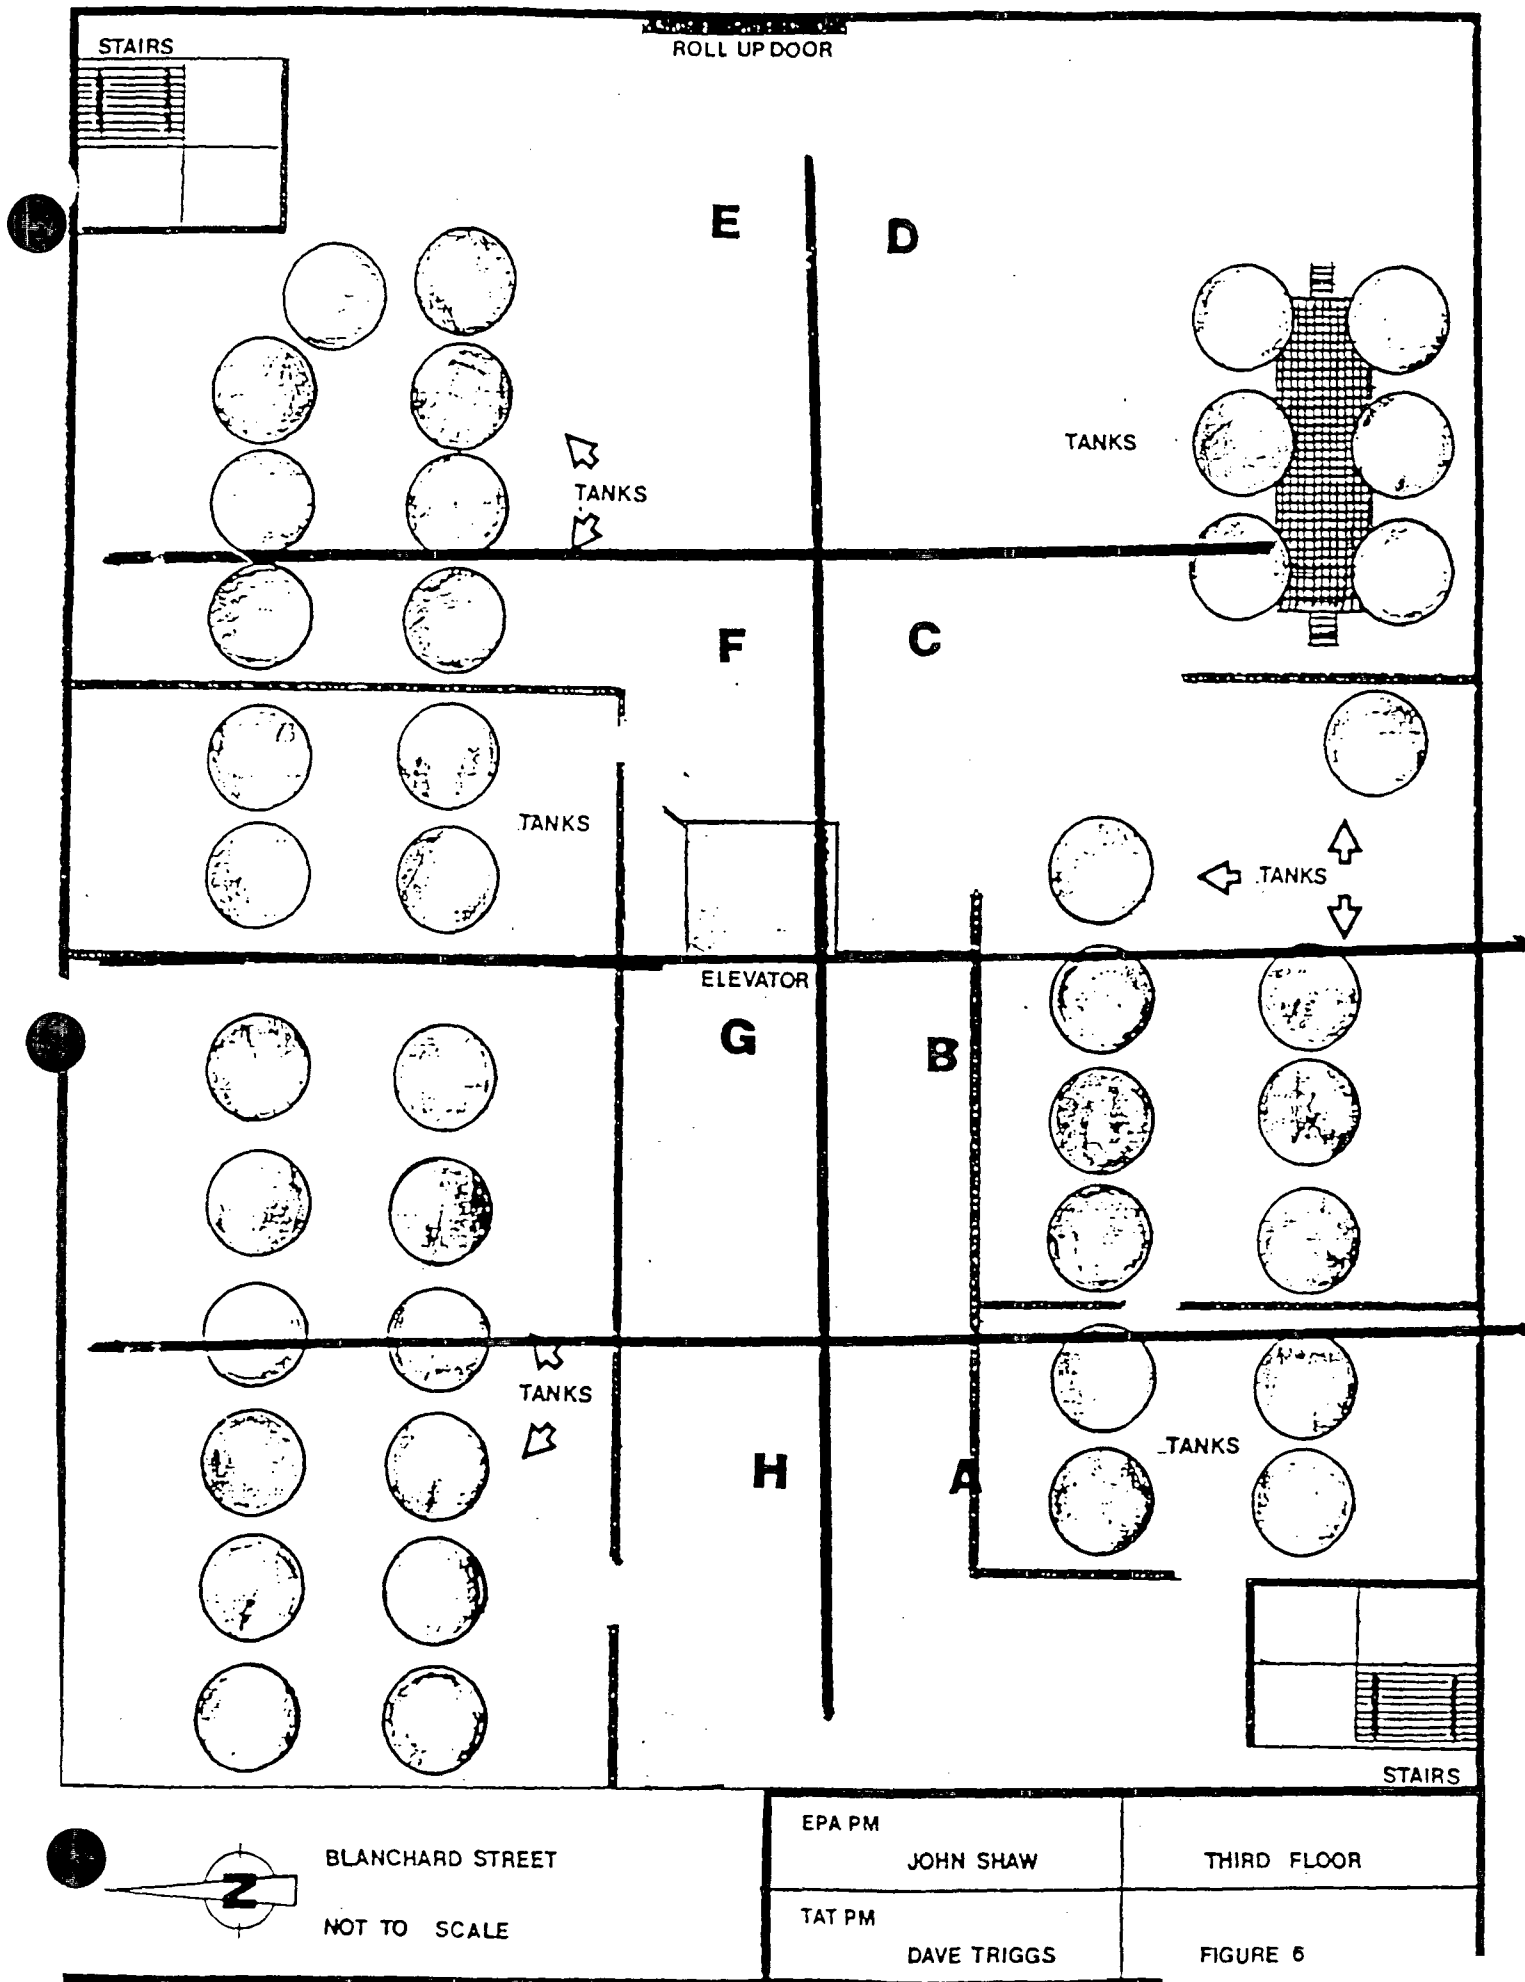 STAIRS
ROLL UP DOOR
E
D
TANKS
TANKS
F
C
TANKS
TANKS
ELEVATOR
G
B
TANKS
TANKS
H
A
STAIRS
EPA PM
JOHN SHAW
THIRD FLOOR
N
BLANCHARD STREET
NOT TO SCALE
TAT PM
DAVE TRIGGS
FIGURE 6